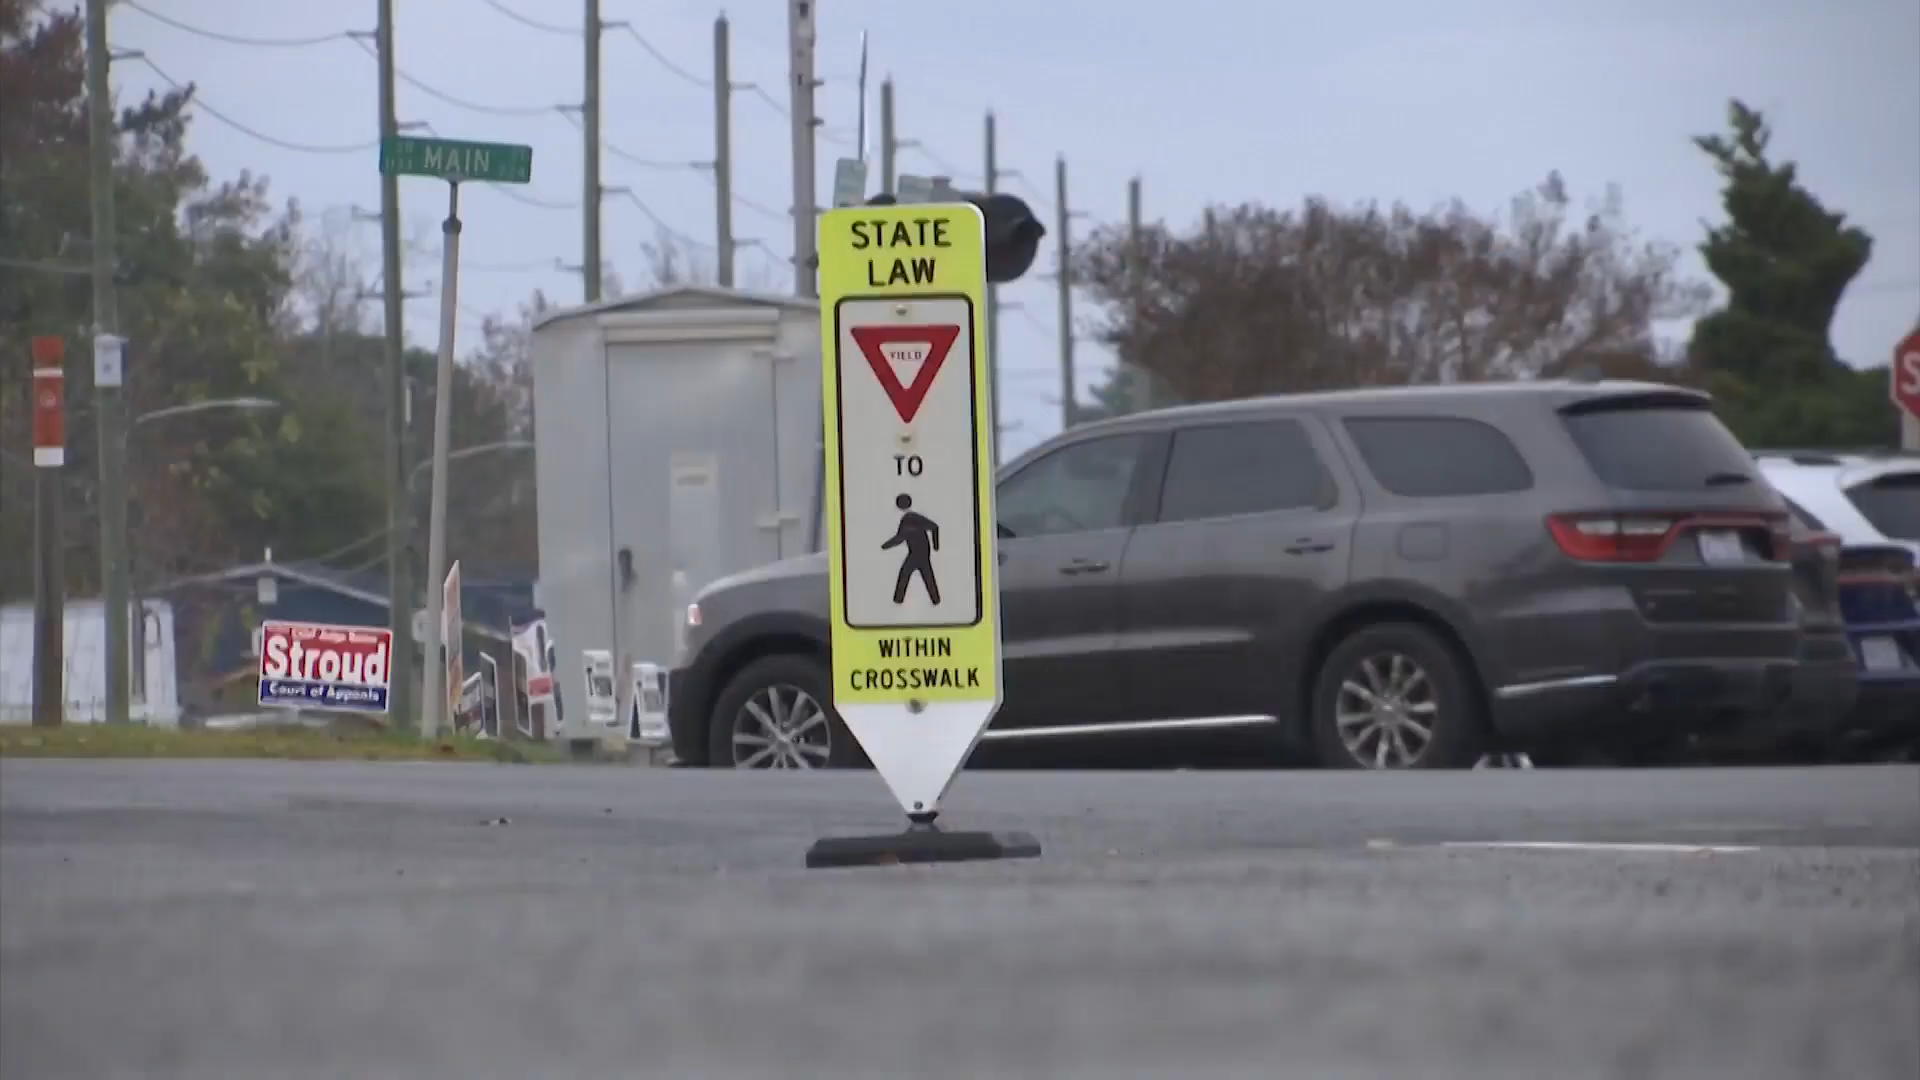 MAIN
STATE
LAW
YIELD
TO
WITHIN
CROSSWALK
Stroud
Court of Appeals
S